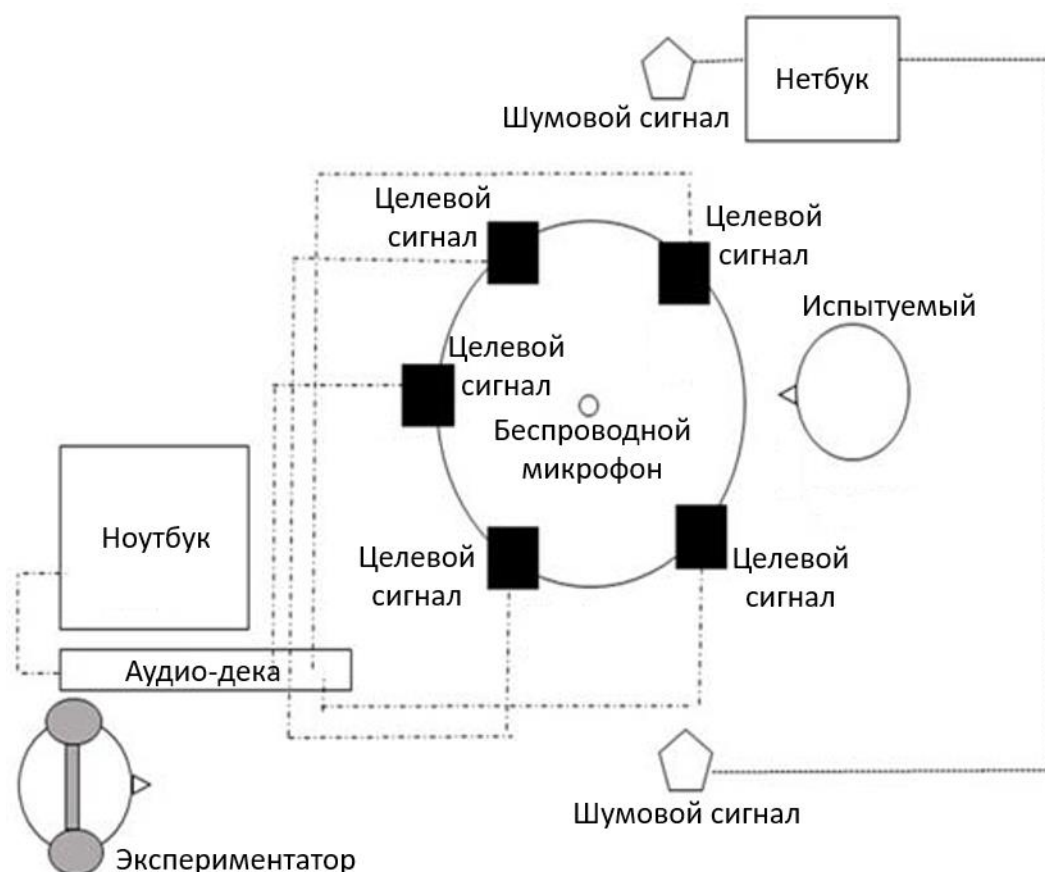 Нетбук
Шумовой сигнал
Целевой
сигнал
Целевой
сигнал
Испытуемый
Целевой
сигнал
Беспроводной
микрофон
Ноутбук
Целевой
сигнал
Целевой
сигнал
Аудио-дека
Шумовой сигнал
Экспериментатор